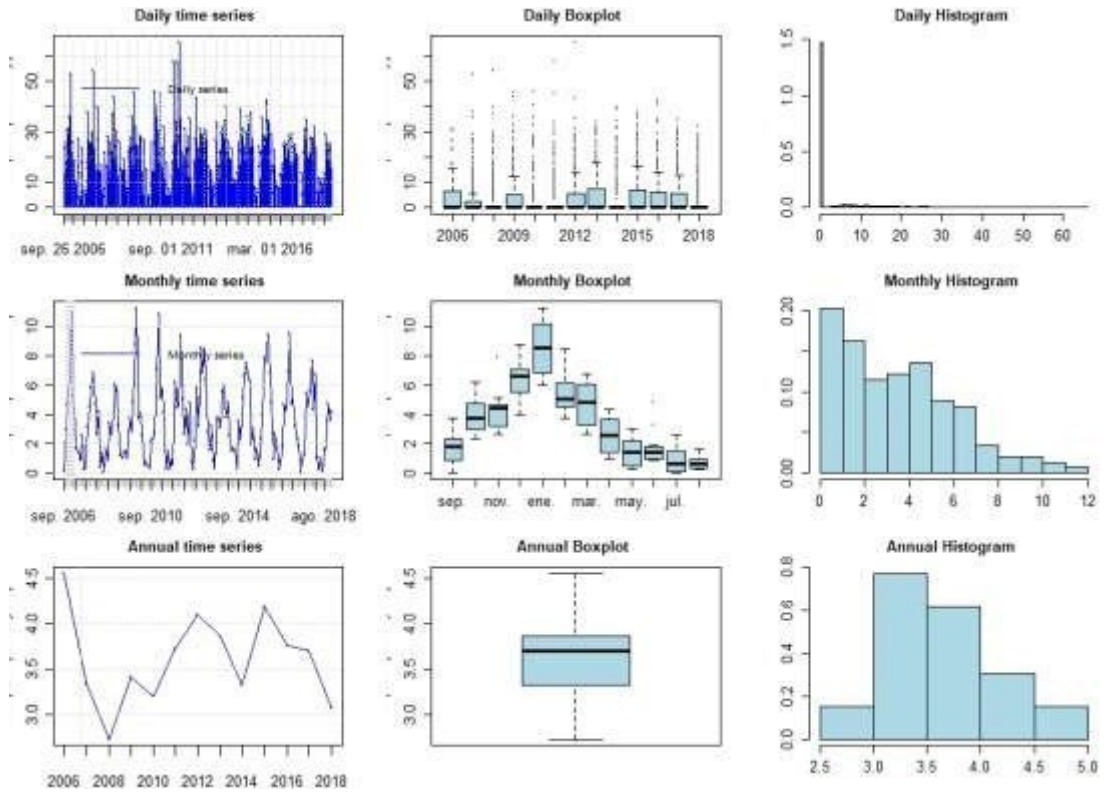 Daily time series
Daily Boxplot
Daily Histogram
50
30
10
0
Daily series
sep. 26 2006 sep. 01 2011 mar. 01 2016
50
30
10
0
2006 2009 2012 2015 2018
1.5
1.0
0.5
0.0
0 10 20 30 40 50 60
Monthly time series
Monthly Boxplot
Monthly Histogram
10
8
6
4
2
0
Monthly series
sep. 2006 sep. 2010 sep. 2014 ago. 2018
10
8
6
4
2
0
sep. nov. ene. mar. may. jul.
0.20
0.10
0.00
0 2 4 6 8 10 12
Annual time series
Annual Boxplot
Annual Histogram
4.5
4.0
3.5
3.0
2006 2008 2010 2012 2014 2016 2018
4.5
4.0
3.5
3.0
0.8
0.6
0.4
0.2
0.0
2.5 3.0 3.5 4.0 4.5 5.0